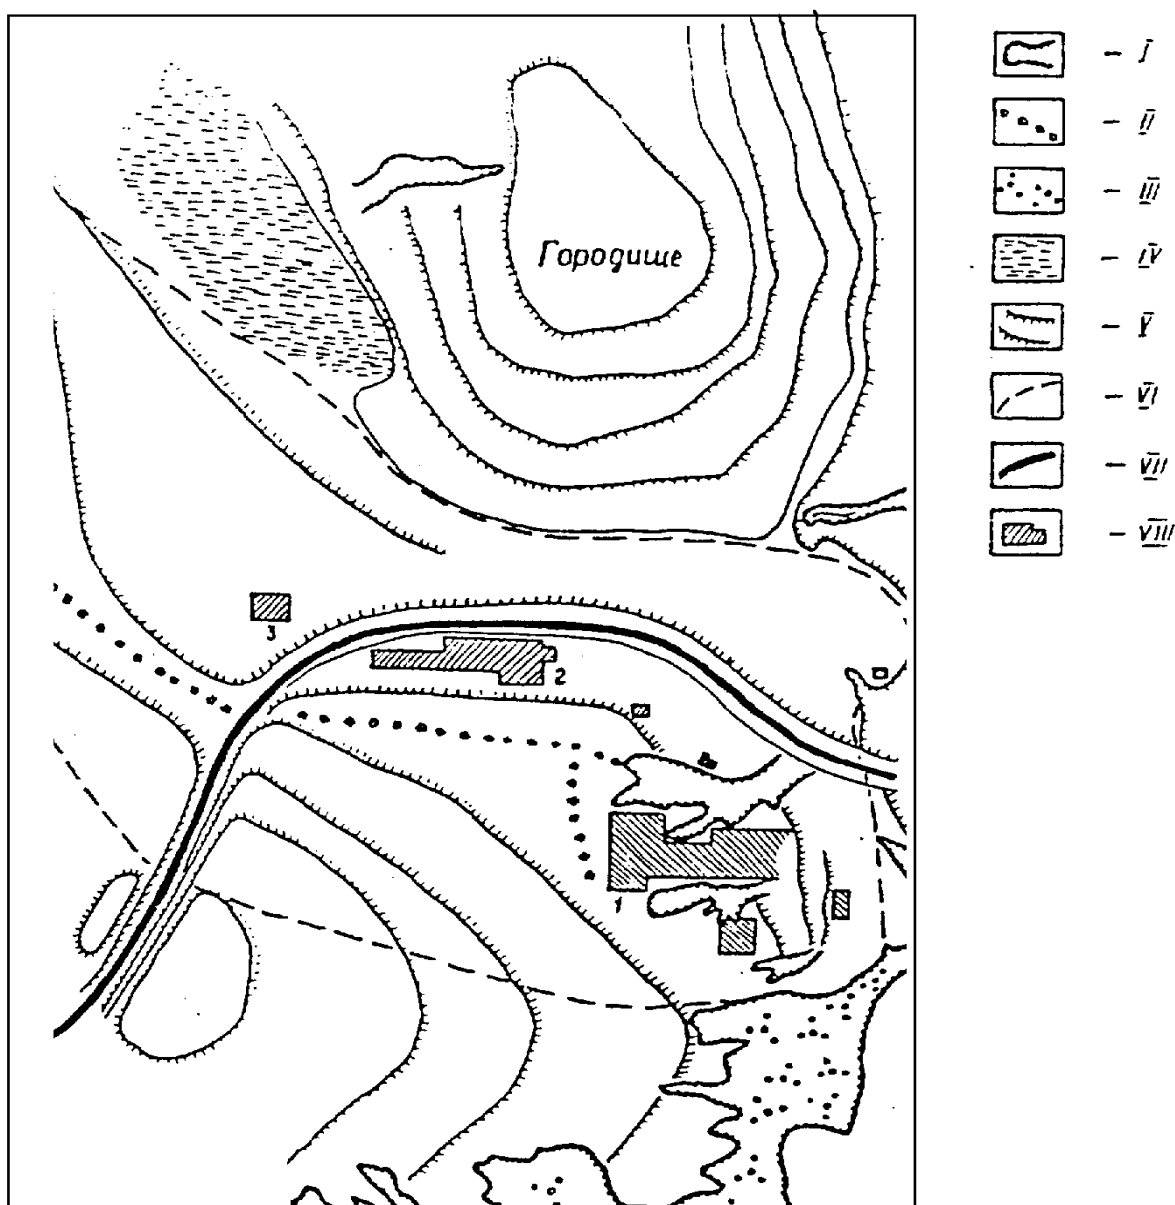 Городище
3
2
1
– I
– II
– III
– IV
– V
– VI
– VII
– VIII